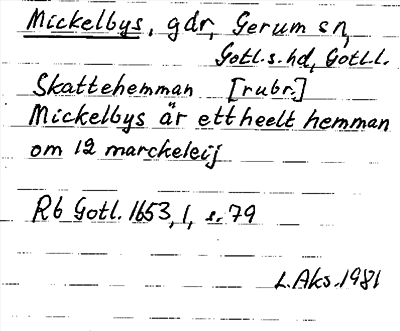 Mickelbys, gdr, Gerum sn,
Gotl.s.hd, Gotl.l.
Skattehemman [rubr.]
Mickelbys är ett heelt hemman
om 12 marckeleij
Rb Gotl. 1653, 1, s. 79
L. Aks. 1981